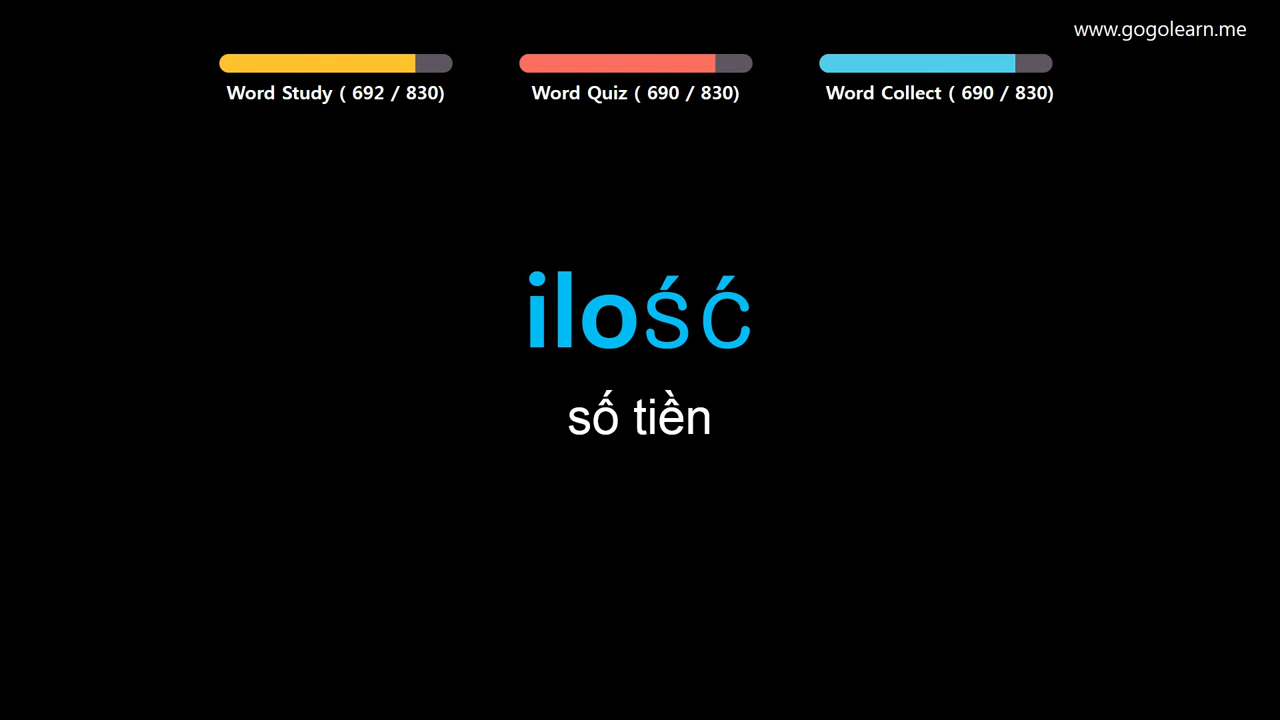 www.gogolearn.me
Word Study ( 692 / 830)
Word Quiz ( 690 / 830)
Word Collect ( 690 / 830)
ilość
số tiền